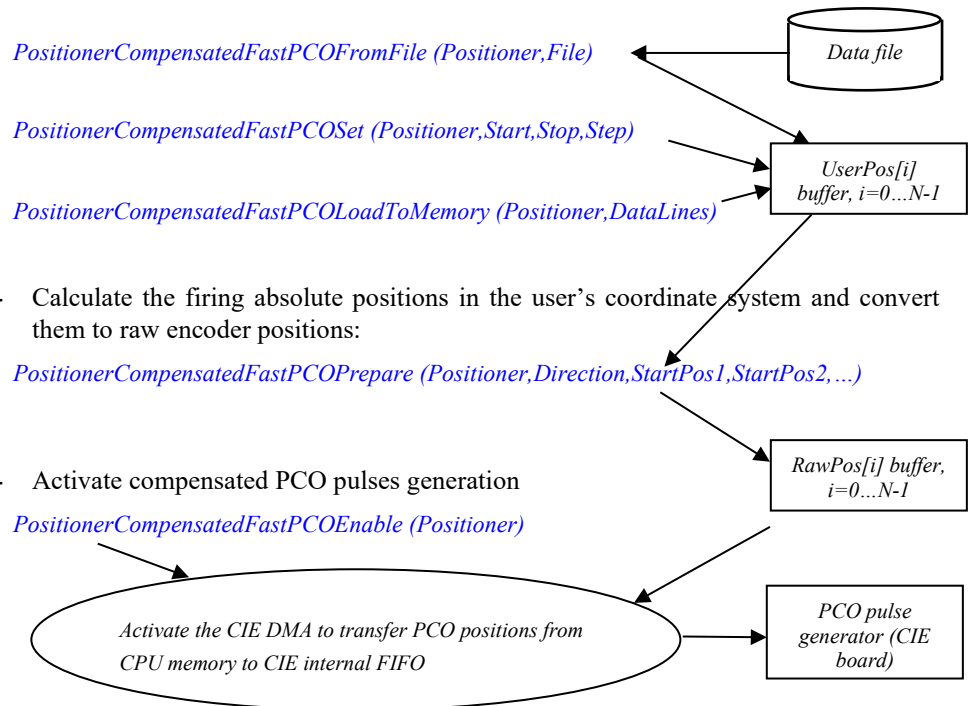 PositionerCompensatedFastPCOFromFile (Positioner,File)
Data file
PositionerCompensatedFastPCOSet (Positioner,Start,Stop,Step)
UserPos[i]
buffer, i=0…N-1
PositionerCompensatedFastPCOLoadToMemory (Positioner,DataLines)
- Calculate the firing absolute positions in the user’s coordinate system and convert
them to raw encoder positions:
PositionerCompensatedFastPCOPrepare (Positioner,Direction,StartPos1,StartPos2,…)
RawPos[i] buffer,
i=0…N-1
- Activate compensated PCO pulses generation
PositionerCompensatedFastPCOEnable (Positioner)
Activate the CIE DMA to transfer PCO positions from
CPU memory to CIE internal FIFO
PCO pulse
generator (CIE
board)